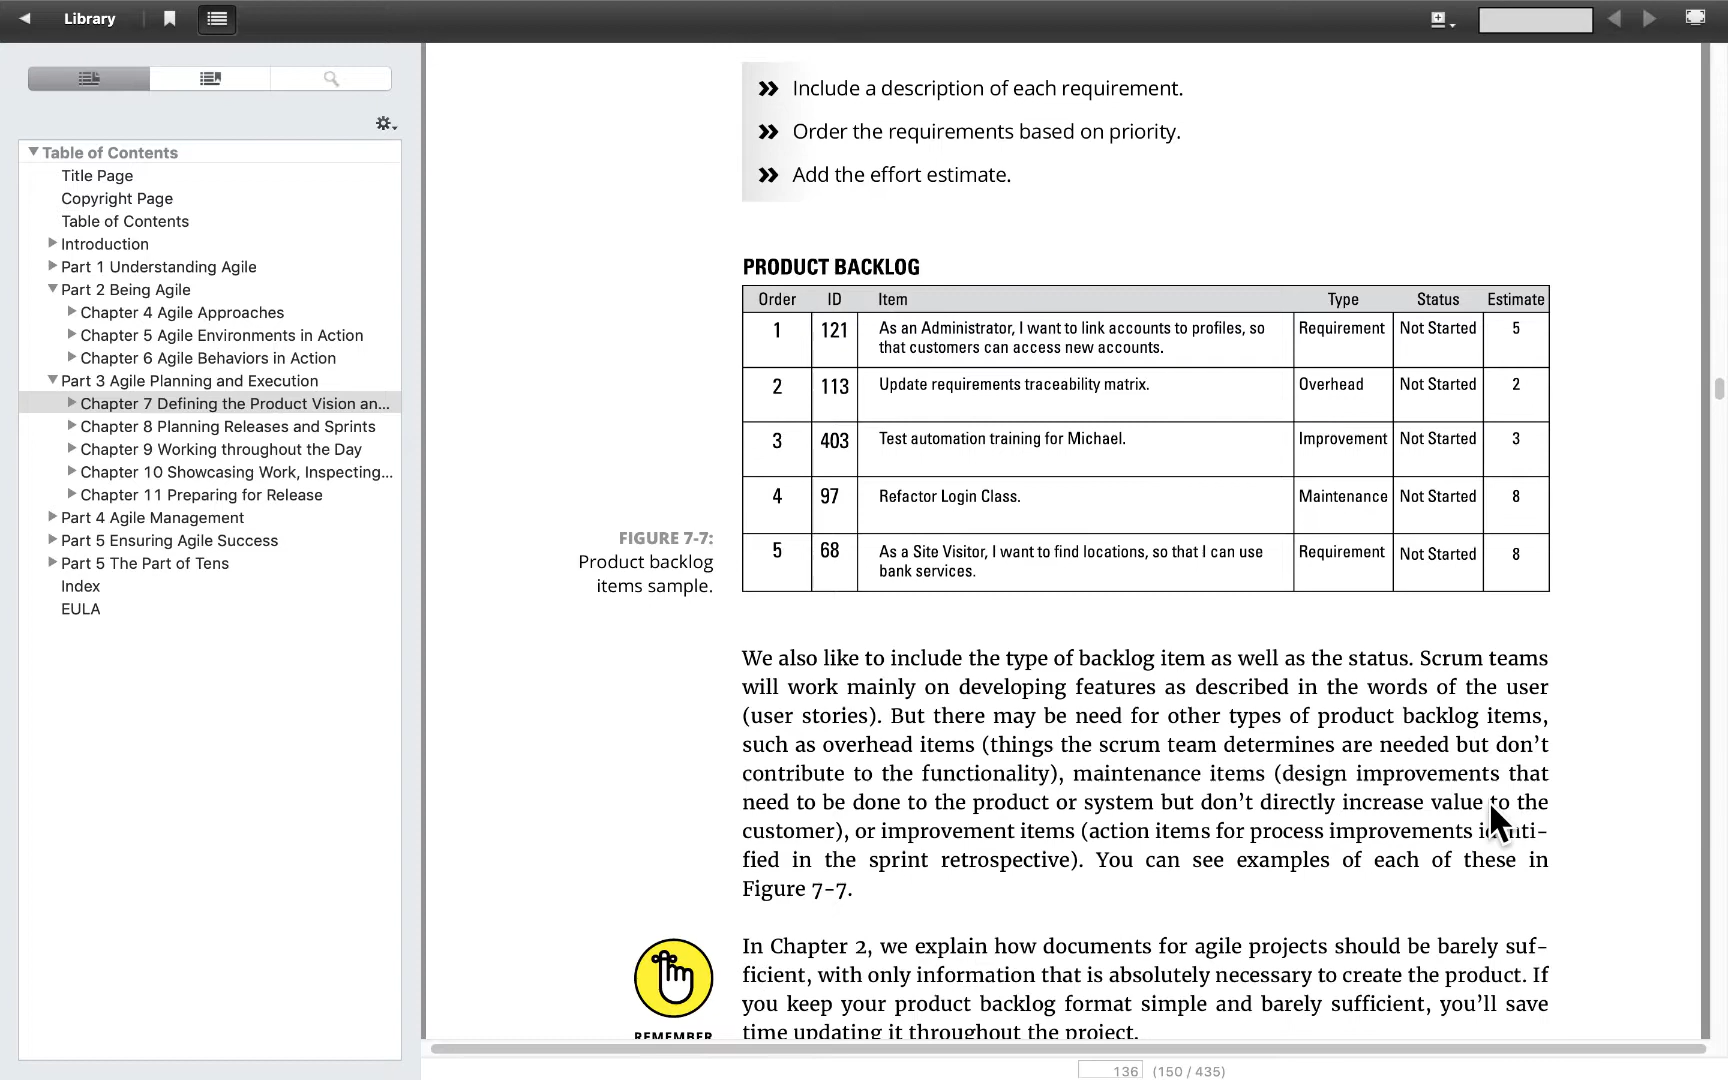 Library
Table of Contents
Title Page
Copyright Page
Table of Contents
Introduction
Part 1 Understanding Agile
Part 2 Being Agile
Chapter 4 Agile Approaches
Chapter 5 Agile Environments in Action
Chapter 6 Agile Behaviors in Action
Part 3 Agile Planning and Execution
Chapter 7 Defining the Product Vision an...
Chapter 8 Planning Releases and Sprints
Chapter 9 Working throughout the Day
Chapter 10 Showcasing Work, Inspecting...
Chapter 11 Preparing for Release
Part 4 Agile Management
Part 5 Ensuring Agile Success
Part 5 The Part of Tens
Index
EULA
Include a description of each requirement.
Order the requirements based on priority.
Add the effort estimate.
PRODUCT BACKLOG
Order ID Item Type Status Estimate
1 121 As an Administrator, I want to link accounts to profiles, so Requirement Not Started 5
that customers can access new accounts.
2 113 Update requirements traceability matrix. Overhead Not Started 2
3 403 Test automation training for Michael. Improvement Not Started 3
4 97 Refactor Login Class. Maintenance Not Started 8
5 68 As a Site Visitor, I want to find locations, so that I can use Requirement Not Started 8
bank services.
FIGURE 7-7:
Product backlog
items sample.
We also like to include the type of backlog item as well as the status. Scrum teams
will work mainly on developing features as described in the words of the user
(user stories). But there may be need for other types of product backlog items,
such as overhead items (things the scrum team determines are needed but don't
contribute to the functionality), maintenance items (design improvements that
need to be done to the product or system but don't directly increase value to the
customer), or improvement items (action items for process improvements identi-
fied in the sprint retrospective). You can see examples of each of these in
Figure 7-7.
In Chapter 2, we explain how documents for agile projects should be barely suf-
ficient, with only information that is absolutely necessary to create the product. If
you keep your product backlog format simple and barely sufficient, you'll save
time updating it throughout the project.
REMEMBER
136 (150 / 435)